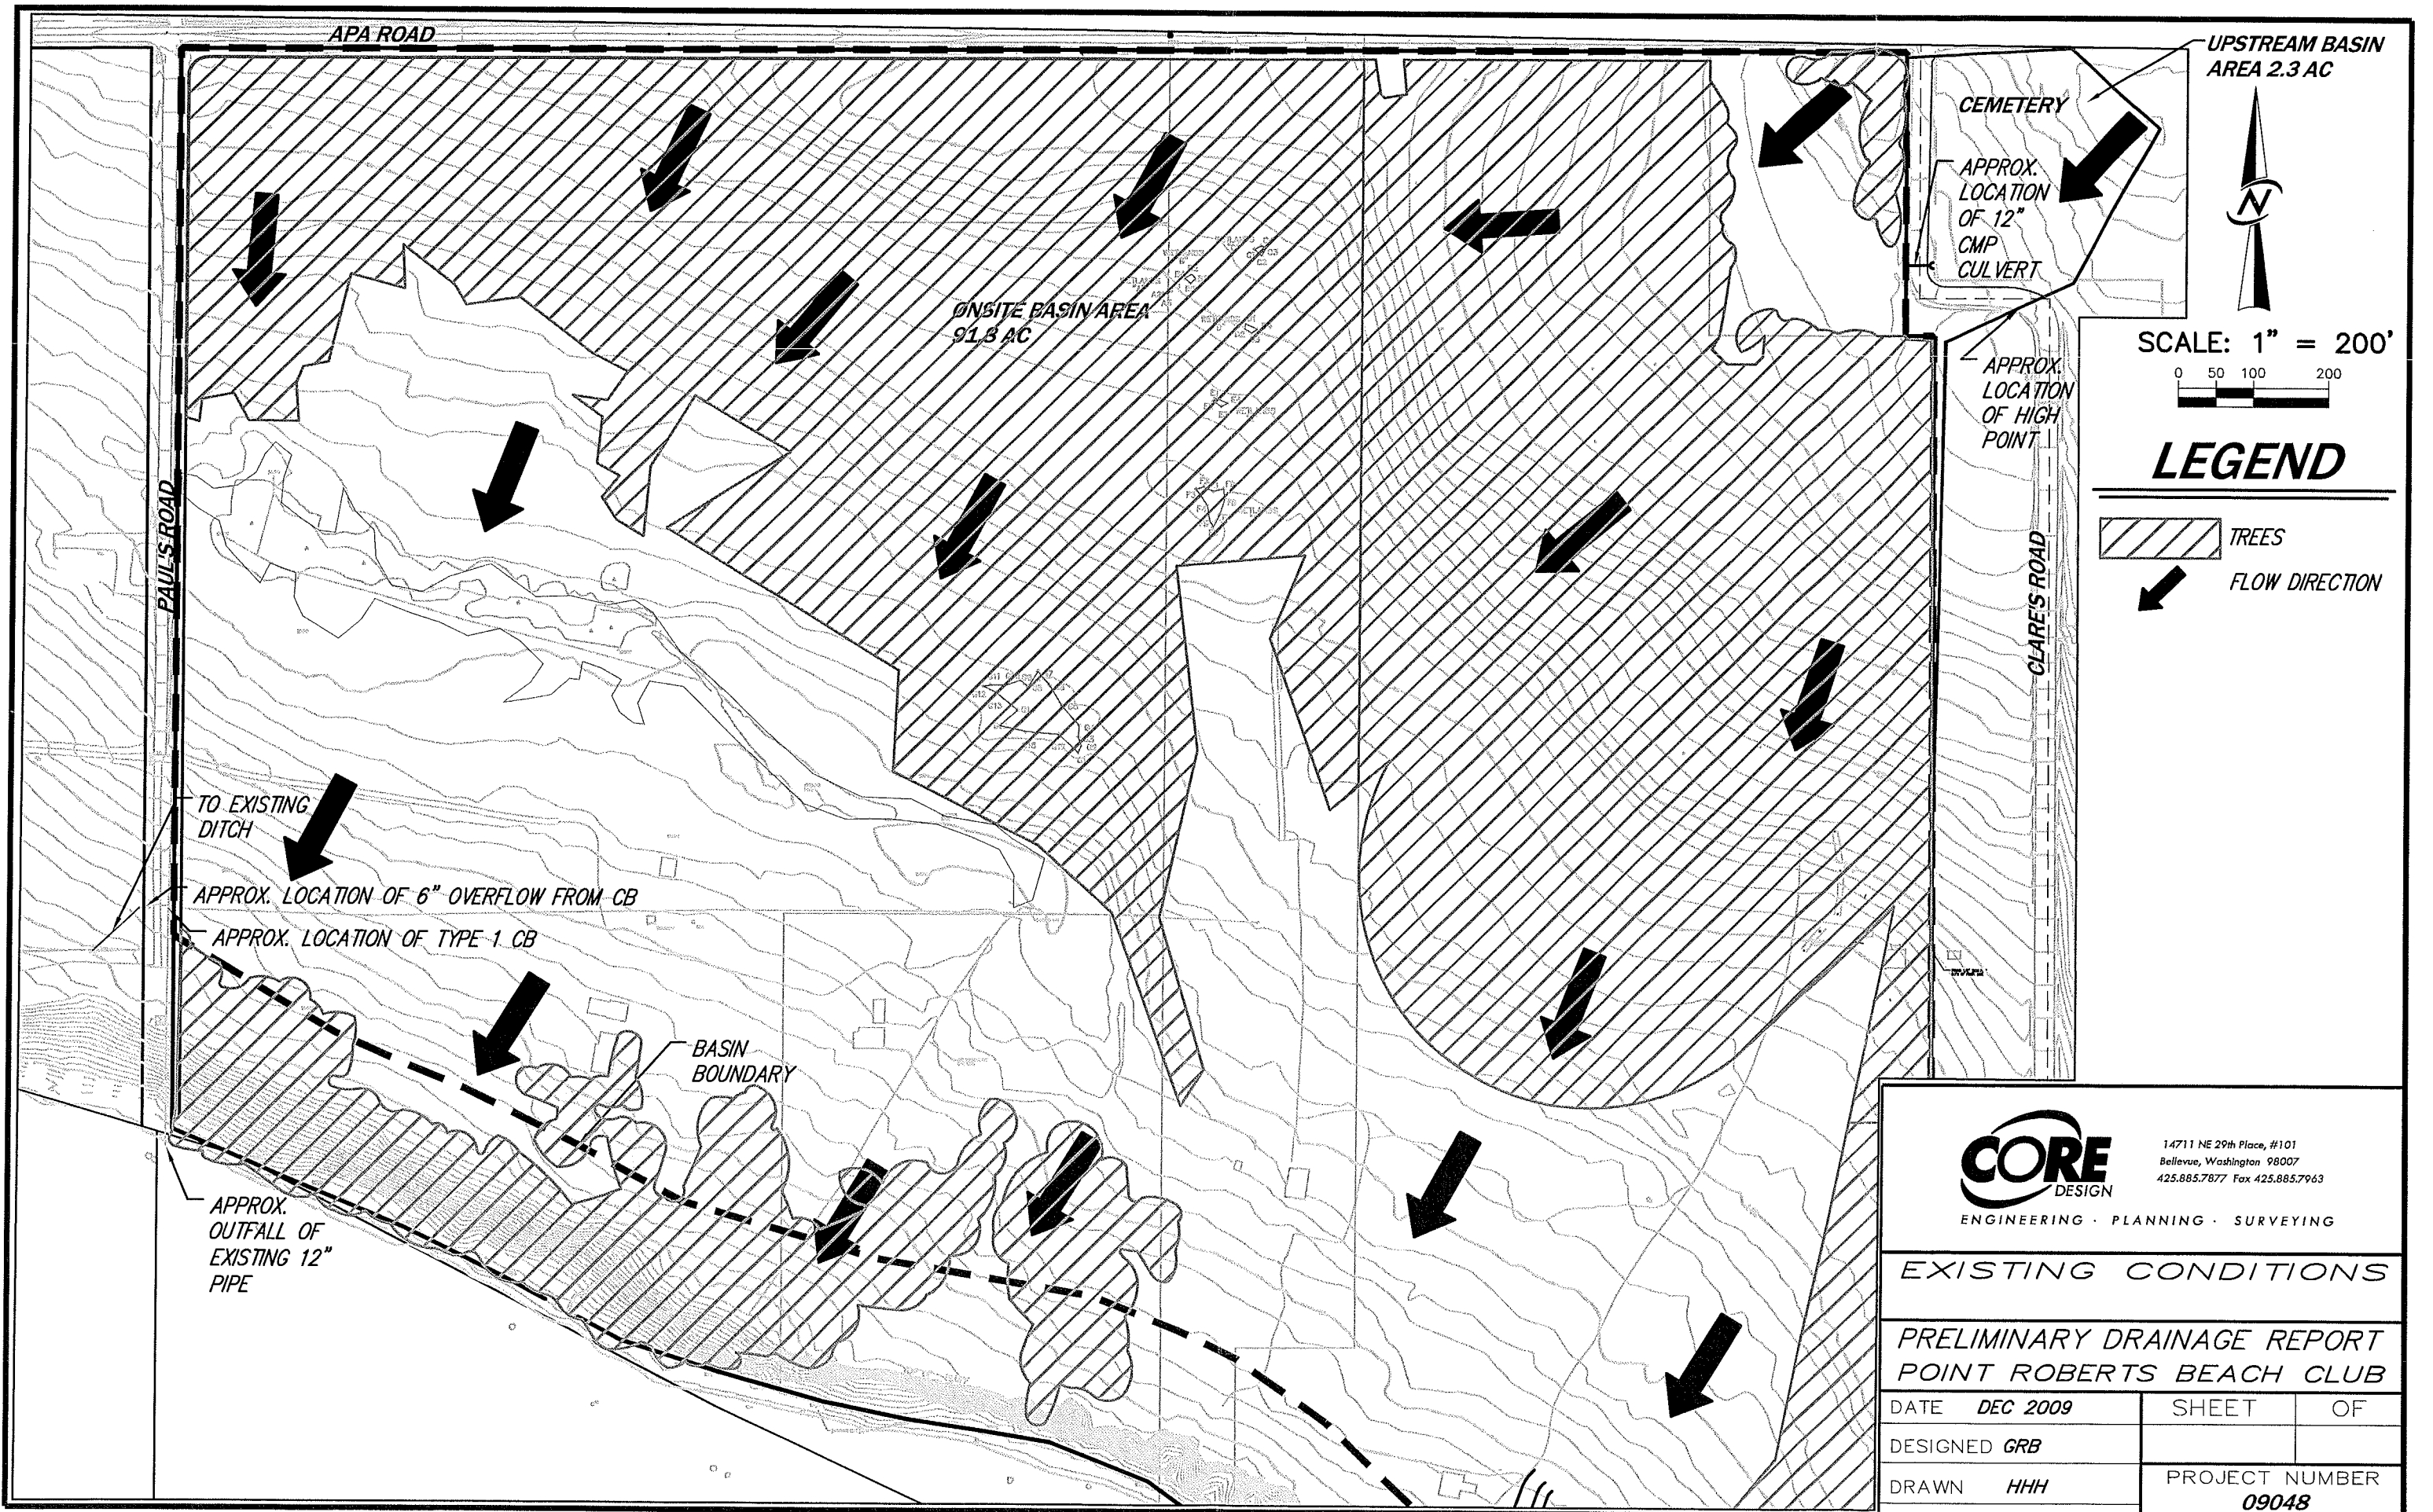 APA ROAD
UPSTREAM BASIN
AREA 2.3 AC
CEMETERY
APPROX.
LOCATION
OF 12"
CMP
CULVERT
N
SCALE: 1" = 200'
0 50 100 200
APPROX.
LOCATION
OF HIGH
POINT
LEGEND
TREES
FLOW DIRECTION
ONSITE BASIN AREA
91.3 AC
PAUL'S ROAD
CLARE'S ROAD
TO EXISTING
DITCH
APPROX. LOCATION OF 6" OVERFLOW FROM CB
APPROX. LOCATION OF TYPE 1 CB
BASIN
BOUNDARY
APPROX.
OUTFALL OF
EXISTING 12"
PIPE
CORE
DESIGN
14711 NE 29th Place, #101
Bellevue, Washington 98007
425.885.7877 Fax 425.885.7963
ENGINEERING · PLANNING · SURVEYING
EXISTING CONDITIONS
PRELIMINARY DRAINAGE REPORT
POINT ROBERTS BEACH CLUB
DATE DEC 2009
SHEET OF
DESIGNED GRB
DRAWN HHH
PROJECT NUMBER
09048